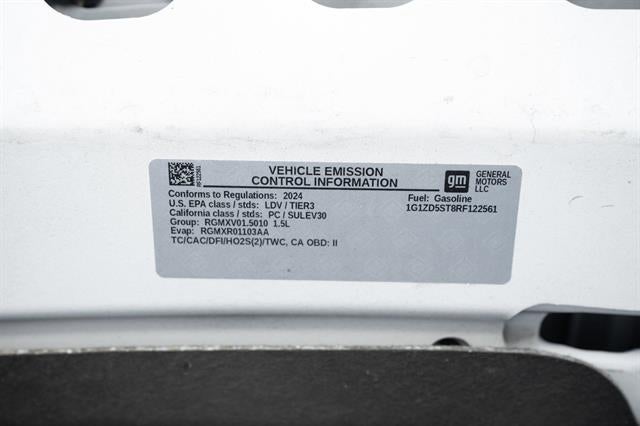 VEHICLE EMISSION
CONTROL INFORMATION
RF122561
gm
GENERAL
MOTORS
LLC
Conforms to Regulations: 2024
U.S. EPA class / stds: LDV / TIER3
California class / stds: PC / SULEV30
Group: RGMXV01.5010 1.5L
Evap: RGMXR01103AA
TC/CAC/DFI/HO2S(2)/TWC, CA OBD: II
Fuel: Gasoline
1G1ZD5ST8RF122561